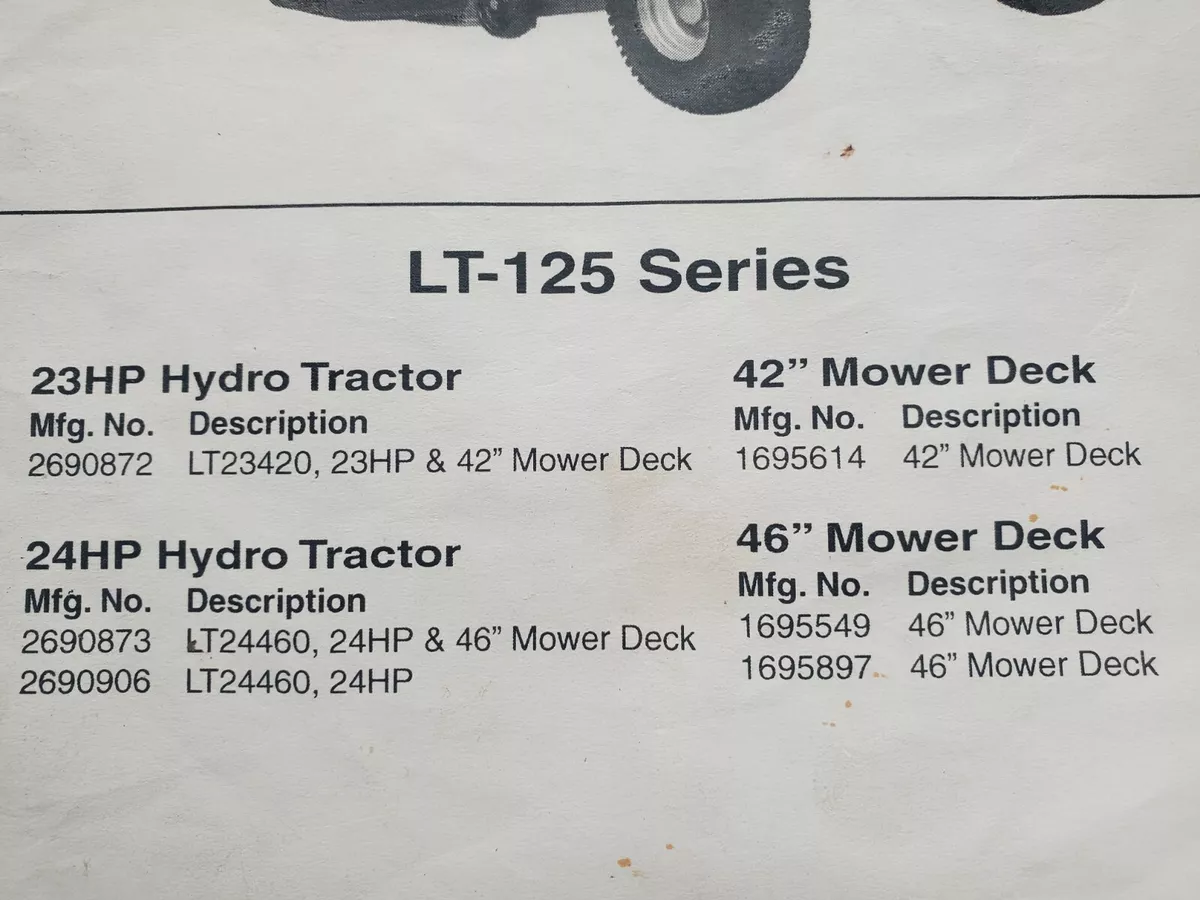 LT-125 Series
23HP Hydro Tractor
Mfg. No. Description
2690872 LT23420, 23HP & 42” Mower Deck
24HP Hydro Tractor
Mfg. No. Description
2690873 LT24460, 24HP & 46” Mower Deck
2690906 LT24460, 24HP
42” Mower Deck
Mfg. No. Description
1695614 42” Mower Deck
46” Mower Deck
Mfg. No. Description
1695549 46” Mower Deck
1695897 46” Mower Deck